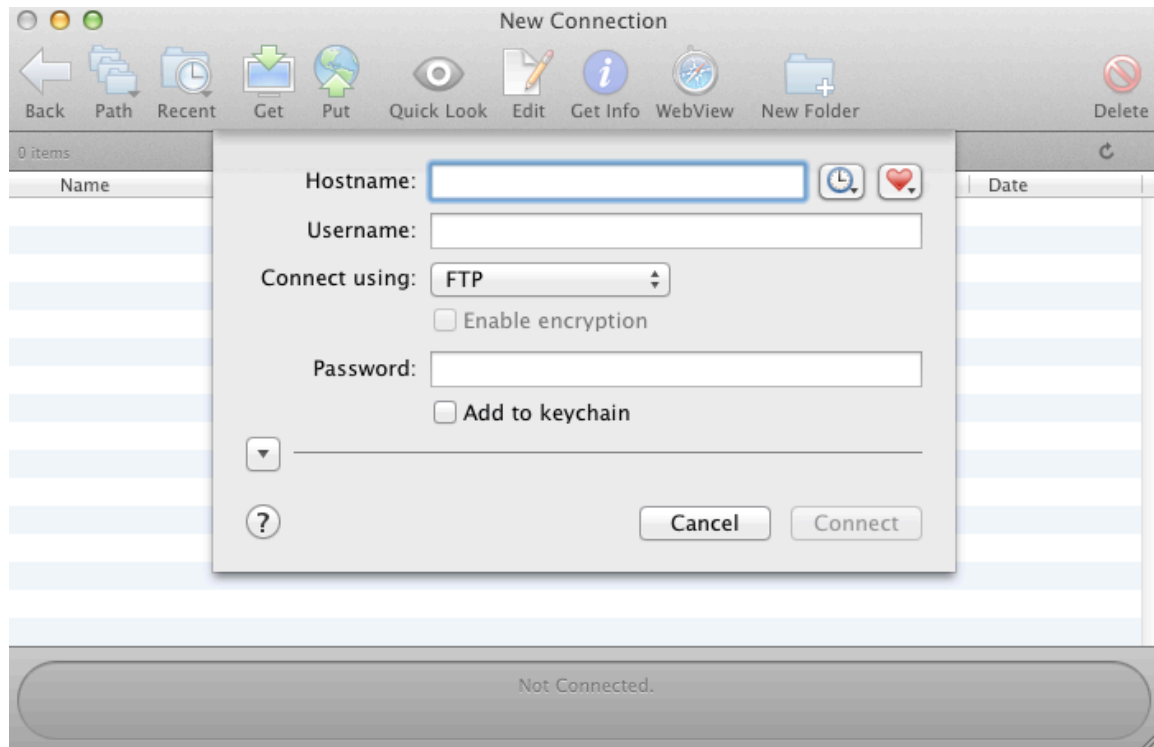 New Connection
Back Path Recent Get Put Quick Look Edit Get Info WebView New Folder Delete
0 items
Name Date
Hostname:
Username:
Connect using: FTP
Enable encryption
Password:
Add to keychain
? Cancel Connect
Not Connected.